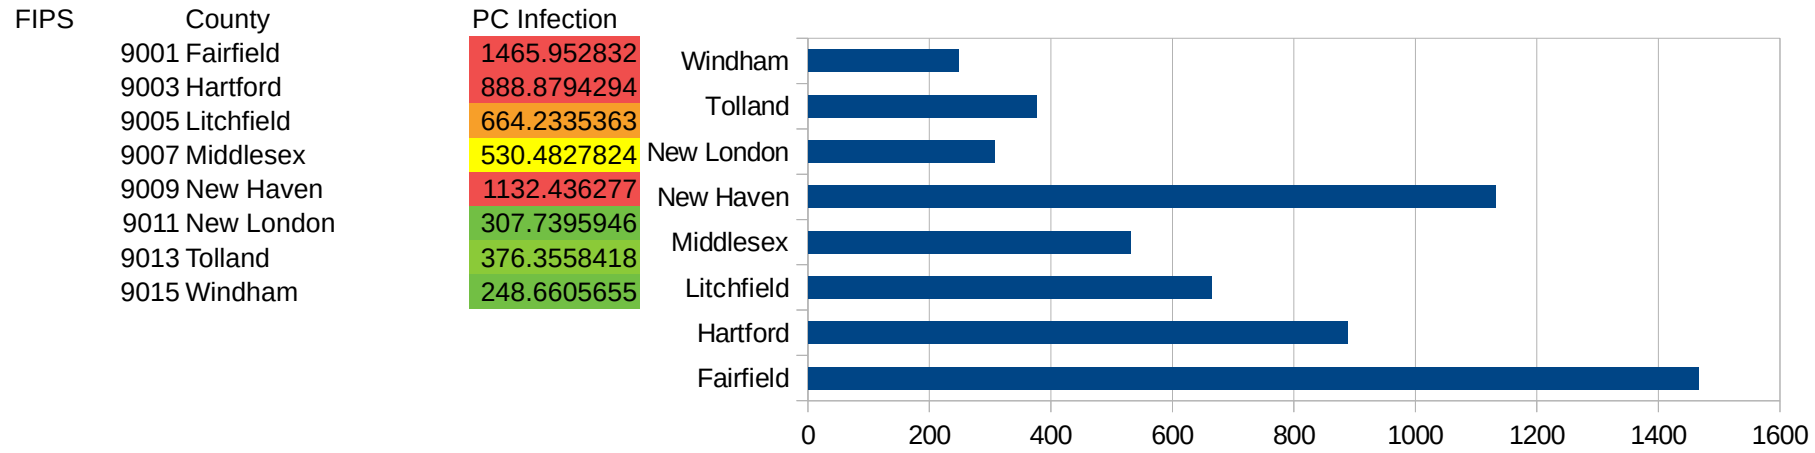 FIPS County PC Infection
9001 Fairfield 1465.952832
9003 Hartford 888.8794294
9005 Litchfield 664.2335363
9007 Middlesex 530.4827824
9009 New Haven 1132.436277
9011 New London 307.7395946
9013 Tolland 376.3558418
9015 Windham 248.6605655
Windham
Tolland
New London
New Haven
Middlesex
Litchfield
Hartford
Fairfield
0 200 400 600 800 1000 1200 1400 1600